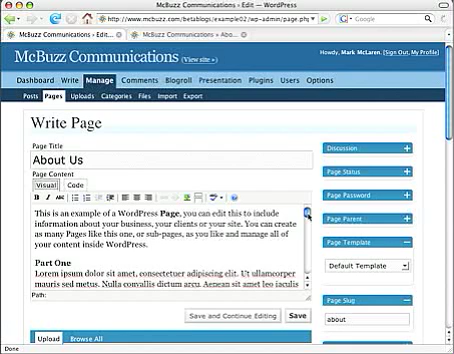 McBuzz Communications › Edit — WordPress
http://www.mcbuzz.com/betablogs/example02/wp-admin/page.ph
Google
McBuzz Communications › Edit,...
McBuzz Communications » Abo...
McBuzz Communications (View site »)
Howdy, Mark McLaren. [Sign Out, My Profile]
Dashboard Write Manage Comments Blogroll Presentation Plugins Users Options
Posts Pages Uploads Categories Files Import Export
Write Page
Page Title
About Us
Page Content
Visual Code
B I ABC
This is an example of a WordPress Page, you can edit this to include
information about your business, your clients or your site. You can create
as many Pages like this one, or sub-pages, as you like and manage all of
your content inside WordPress.
Part One
Lorem ipsum dolor sit amet, consectetuer adipiscing elit. Ut ullamcorper
mauris sed metus. Nulla convallis dictum arcu. Aenean sit amet leo iaculis
Path:
Save and Continue Editing Save
Upload Browse All
Discussion +
Page Status +
Page Password +
Page Parent +
Page Template –
Default Template
Page Slug –
about
Done